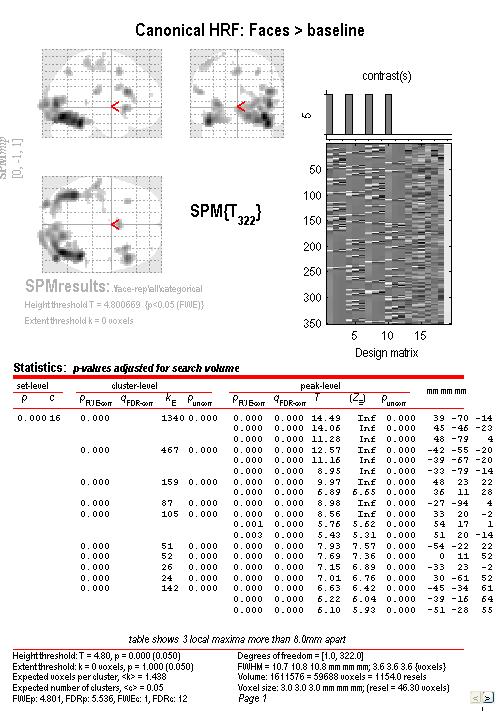 Canonical HRF: Faces > baseline
SPMmip
[0, -1, 1]
<
<
<
SPM{T322}
contrast(s)
5
50
100
150
200
250
300
350
5 10 15
Design matrix
SPMresults: .\face-rep\all\categorical
Height threshold T = 4.800669 {p<0.05 (FWE)}
Extent threshold k = 0 voxels
Statistics: p-values adjusted for search volume
set-level cluster-level peak-level mm mm mm
p c pFWE-corr qFDR-corr kE puncorr pFWE-corr qFDR-corr T (Z≡) puncorr
0.000 16 0.000 1340 0.000 0.000 0.000 14.49 Inf 0.000 39 -70 -14
0.000 0.000 14.06 Inf 0.000 45 -46 -23
0.000 0.000 11.28 Inf 0.000 48 -79 4
0.000 467 0.000 0.000 0.000 12.57 Inf 0.000 -42 -55 -20
0.000 0.000 11.16 Inf 0.000 -39 -67 -20
0.000 0.000 8.95 Inf 0.000 -33 -79 -14
0.000 159 0.000 0.000 0.000 9.97 Inf 0.000 48 23 22
0.000 0.000 6.89 6.65 0.000 36 11 28
0.000 87 0.000 0.000 0.000 8.98 Inf 0.000 -27 -94 4
0.000 105 0.000 0.000 0.000 8.56 Inf 0.000 33 20 -2
0.001 0.000 5.76 5.62 0.000 54 17 1
0.003 0.000 5.43 5.31 0.000 51 20 -14
0.000 51 0.000 0.000 0.000 7.93 7.57 0.000 -54 -22 22
0.000 52 0.000 0.000 0.000 7.69 7.36 0.000 0 11 52
0.000 26 0.000 0.000 0.000 7.15 6.89 0.000 -33 23 -2
0.000 24 0.000 0.000 0.000 7.01 6.76 0.000 30 -61 52
0.000 142 0.000 0.000 0.000 6.63 6.42 0.000 -45 -34 61
0.000 0.000 6.22 6.04 0.000 -39 -16 64
0.000 0.000 6.10 5.93 0.000 -51 -28 55
table shows 3 local maxima more than 8.0mm apart
Height threshold: T = 4.80, p = 0.000 (0.050) Degrees of freedom = [1.0, 322.0]
Extent threshold: k = 0 voxels, p = 1.000 (0.050) FWHM = 10.7 10.8 10.8 mm mm mm; 3.6 3.6 3.6 {voxels}
Expected voxels per cluster, <k> = 1.438 Volume: 1611576 = 59688 voxels = 1154.0 resels
Expected number of clusters, <c> = 0.05 Voxel size: 3.0 3.0 3.0 mm mm mm; (resel = 46.30 voxels)
FWEp: 4.801, FDRp: 5.536, FWEc: 1, FDRc: 12 Page 1
< >